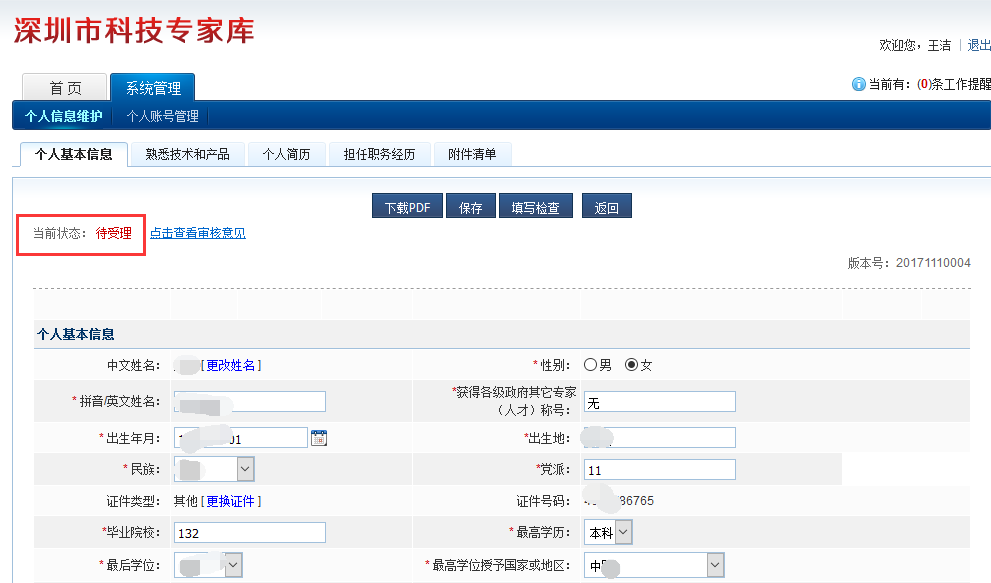 深圳市科技专家库
欢迎您，王洁 | 退出
首 页 系统管理
当前有：(0)条工作提醒
个人信息维护 个人账号管理
个人基本信息 熟悉技术和产品 个人简历 担任职务经历 附件清单
下载PDF 保存 填写检查 返回
当前状态： 待受理 点击查看审核意见
版本号：20171110004
个人基本信息
中文姓名： [更改姓名] *性别： 男 女
*拼音/英文姓名： *获得各级政府其它专家
（人才）称号： 无
*出生年月： 01 *出生地：
*民族： *党派： 11
证件类型： 其他 [更换证件] 证件号码： 86765
*毕业院校： 132 *最高学历： 本科
*最后学位： *最高学位授予国家或地区： 中